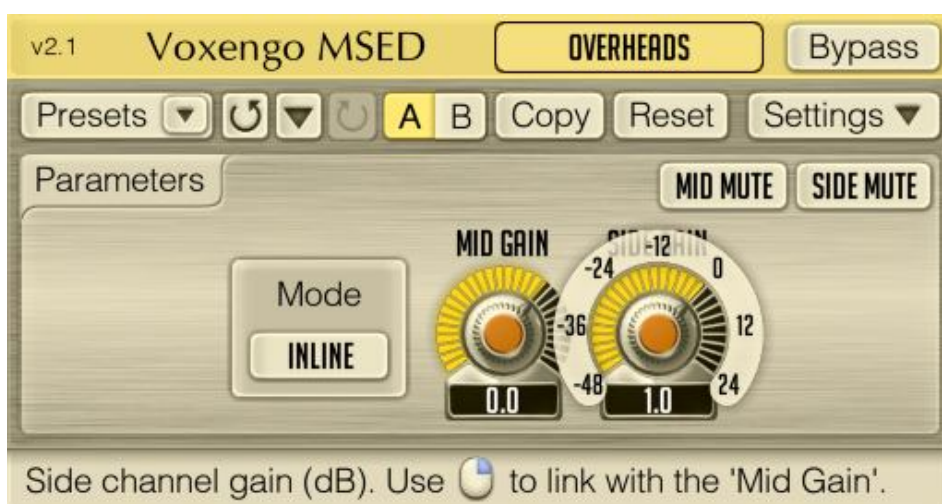 v2.1 Voxengo MSED OVERHEADS Bypass
Presets A B Copy Reset Settings
Parameters MID MUTE SIDE MUTE
MID GAIN SIDE GAIN
-48 -36 -24 -12 0 12 24
Mode
INLINE
0.0 1.0
Side channel gain (dB). Use to link with the 'Mid Gain'.